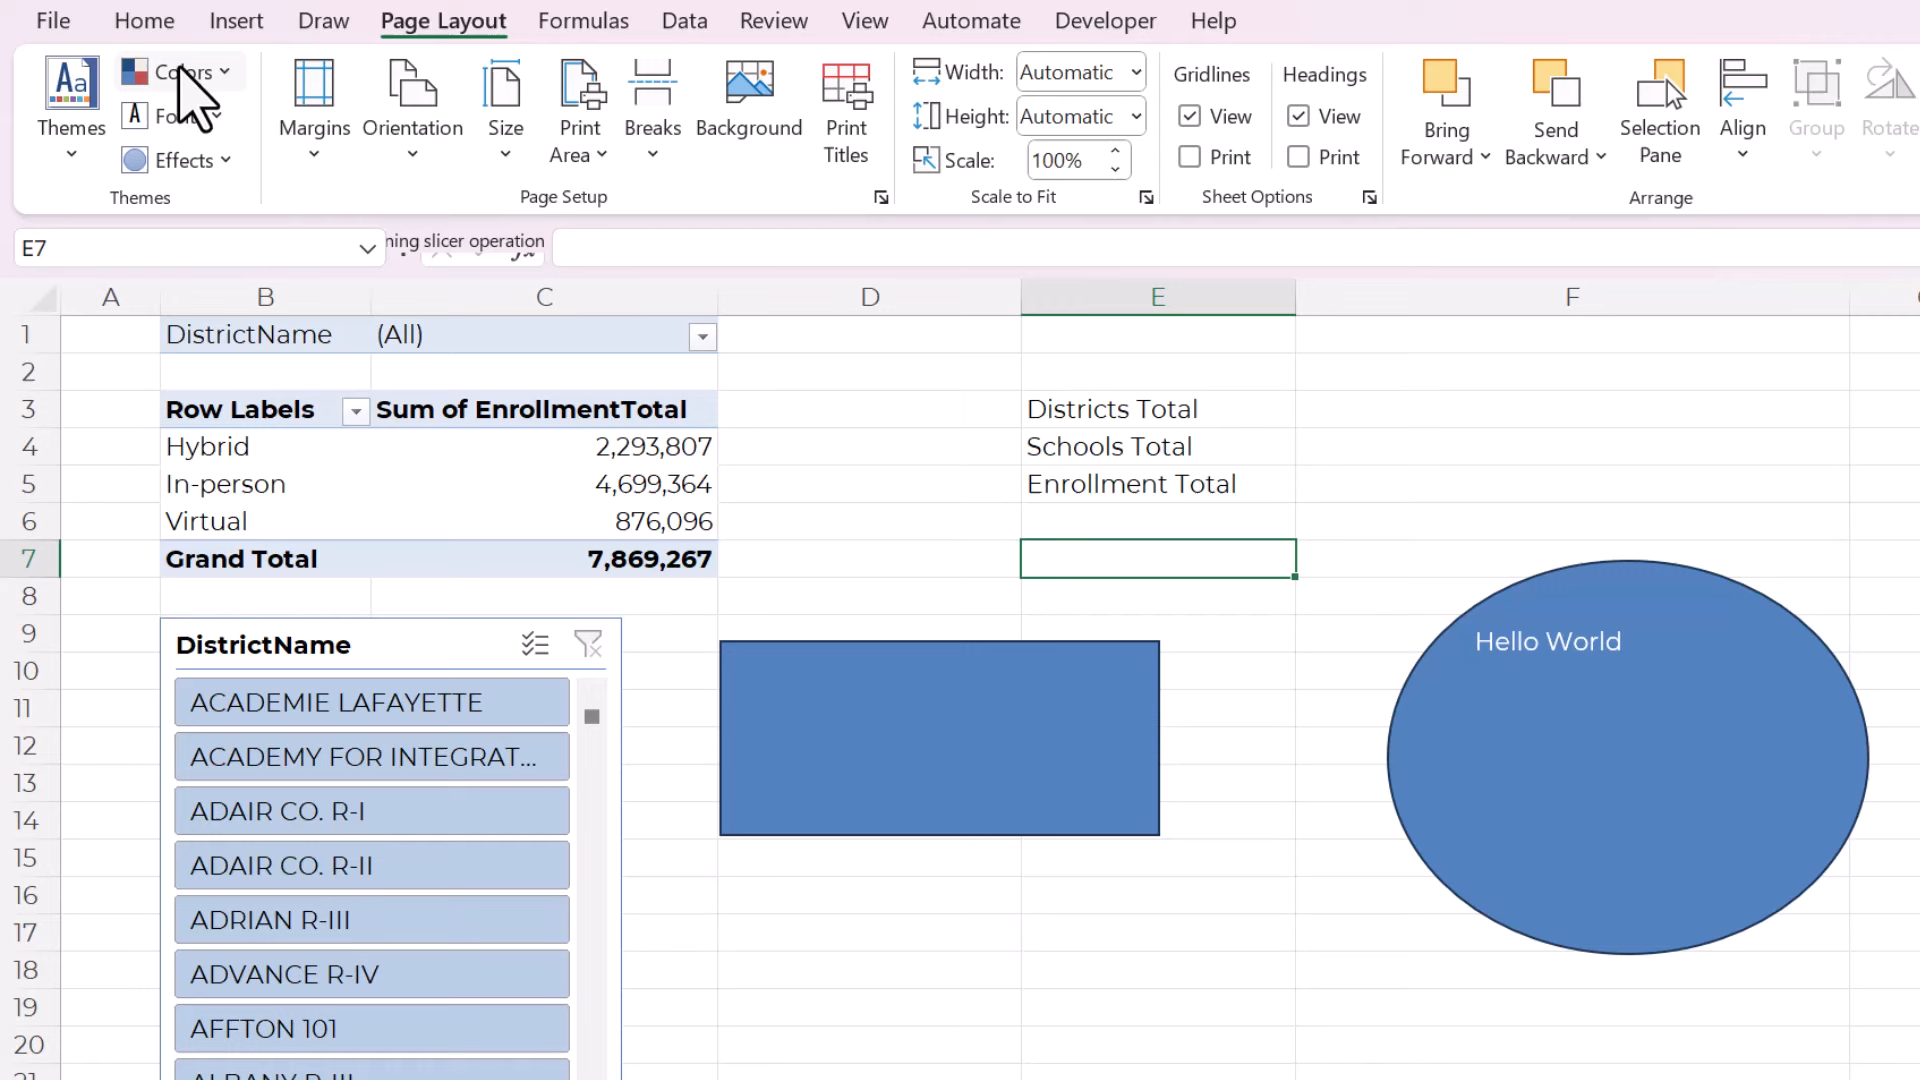 File Home Insert Draw Page Layout Formulas Data Review View Automate Developer Help
Aa Themes
Colors
A
Effects
Themes
Margins Orientation Size Print Area Breaks Background Print Titles
Page Setup
Width: Automatic
Height: Automatic
Scale: 100%
Scale to Fit
Gridlines
View
Print
Headings
View
Print
Sheet Options
Bring Forward Send Backward Selection Pane Align Group Rotate
Arrange
E7 slicer operation
A B C D E F
1 DistrictName (All)
2
3 Row Labels Sum of EnrollmentTotal Districts Total
4 Hybrid 2,293,807 Schools Total
5 In-person 4,699,364 Enrollment Total
6 Virtual 876,096
7 Grand Total 7,869,267
8
9 DistrictName Hello World
10
11 ACADEMIE LAFAYETTE
12 ACADEMY FOR INTEGRAT...
13 ADAIR CO. R-I
14
15 ADAIR CO. R-II
16 ADRIAN R-III
17
18 ADVANCE R-IV
19 AFFTON 101
20